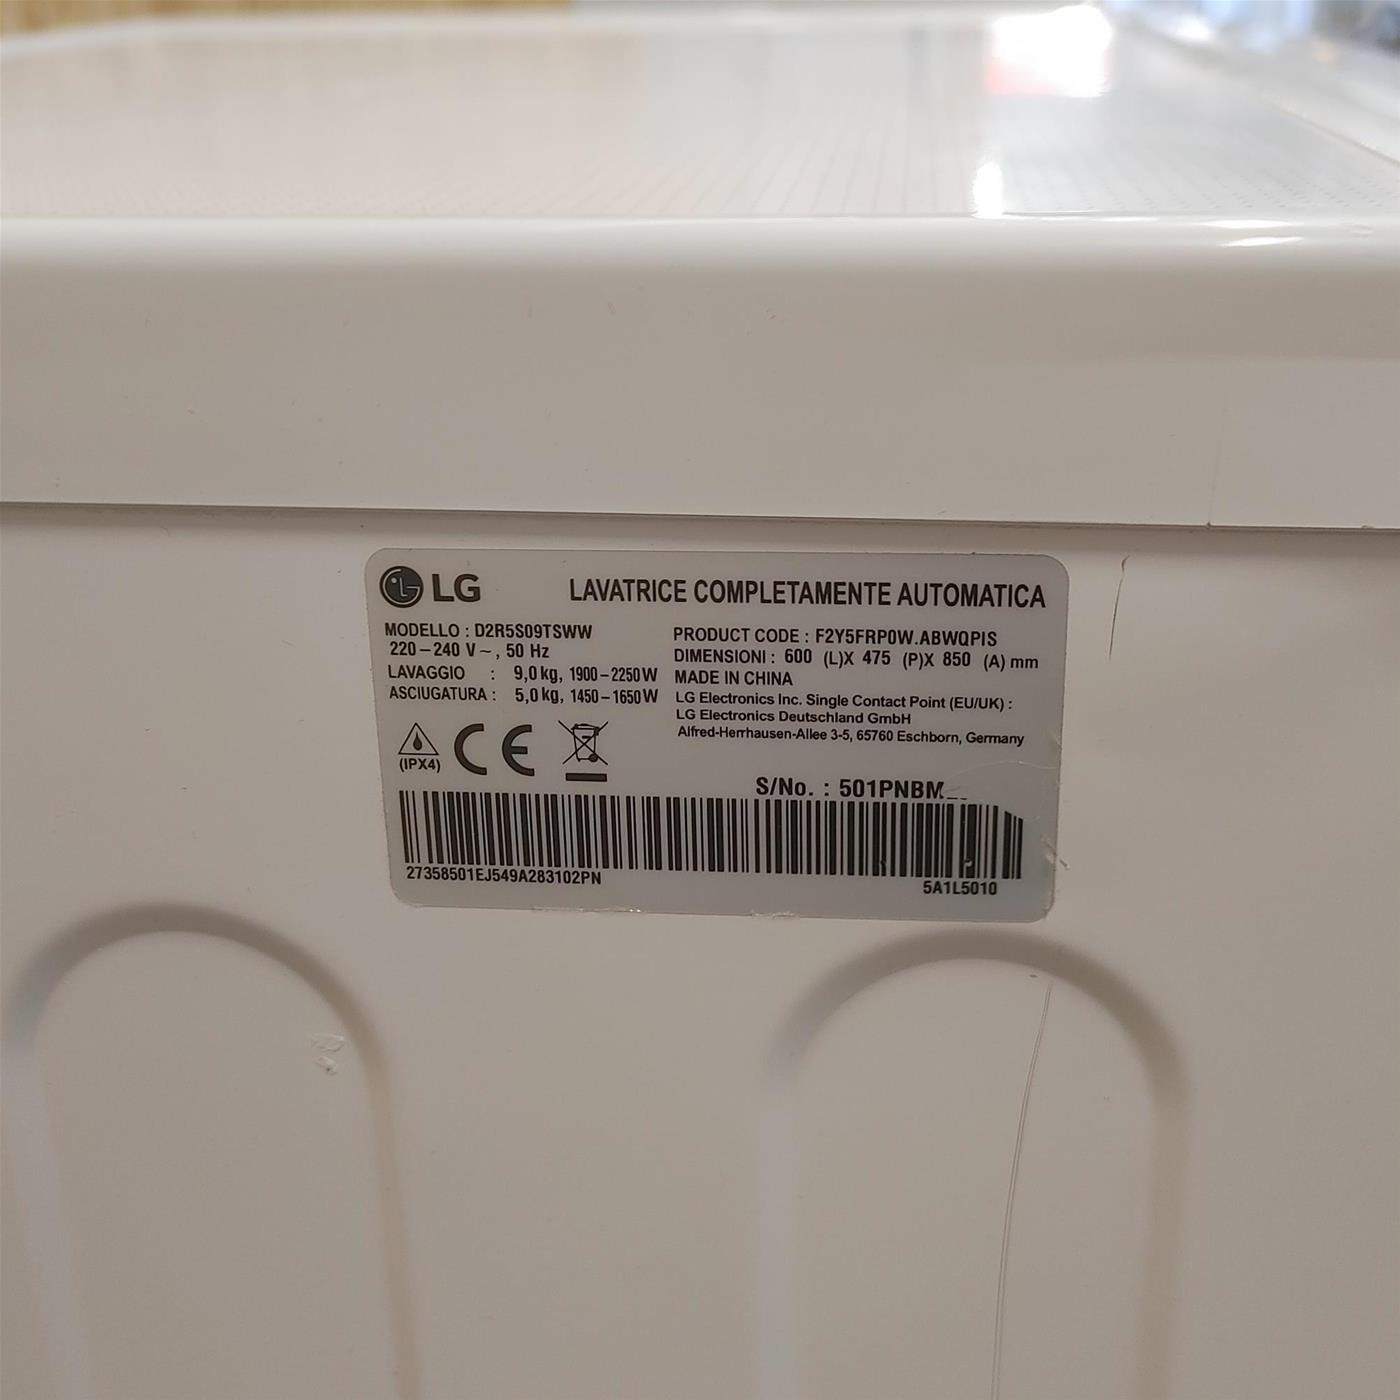 LG LAVATRICE COMPLETAMENTE AUTOMATICA
MODELLO : D2R5S09TSWW
220-240 V~, 50 Hz
LAVAGGIO : 9,0 kg, 1900-2250 W
ASCIUGATURA : 5,0 kg, 1450-1650 W
PRODUCT CODE : F2Y5FRP0W.ABWQPIS
DIMENSIONI : 600 (L)X 475 (P)X 850 (A) mm
MADE IN CHINA
LG Electronics Inc. Single Contact Point (EU/UK) :
LG Electronics Deutschland GmbH
Alfred-Herrhausen-Allee 3-5, 65760 Eschborn, Germany
(IPX4) CE
S/No. : 501PNBM
27358501EJ549A283102PN
5A1L5010